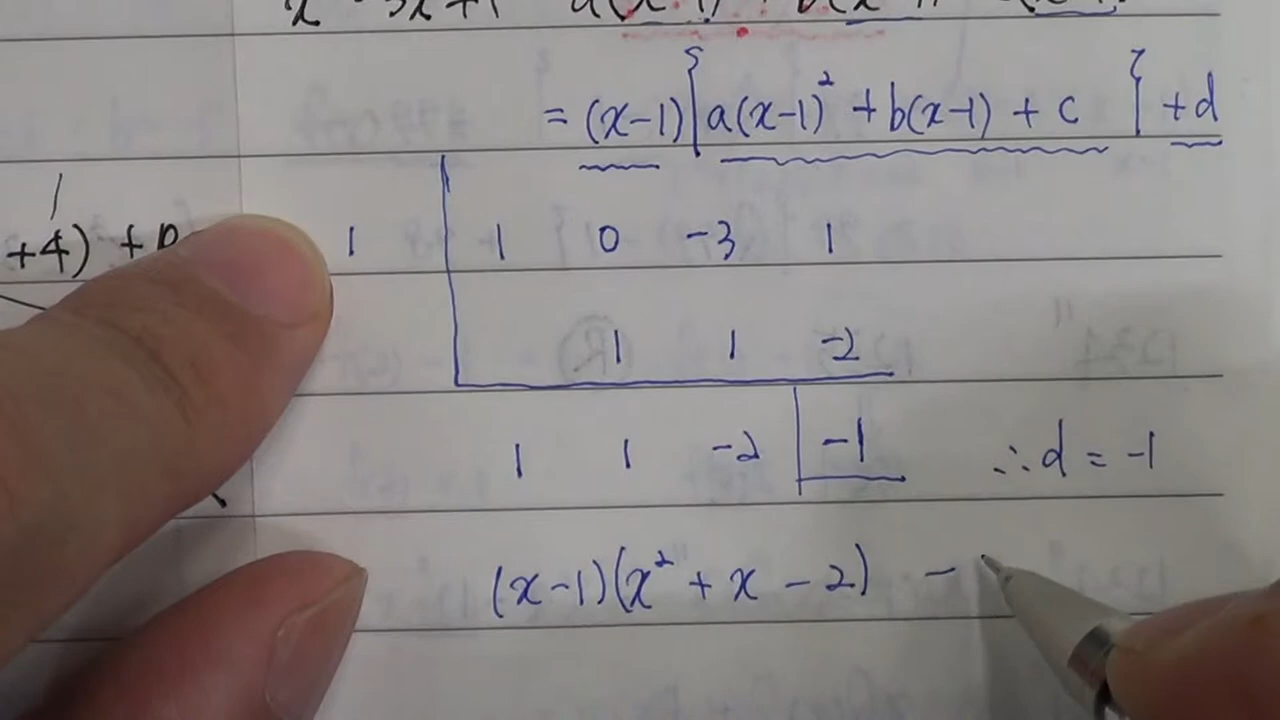 = (x-1){a(x-1)² + b(x-1) + c } + d
+4) +
1 | 1 0 -3 1
1 1 -2
1 1 -2 | -1 ∴ d = -1
(x-1)(x² + x - 2) -